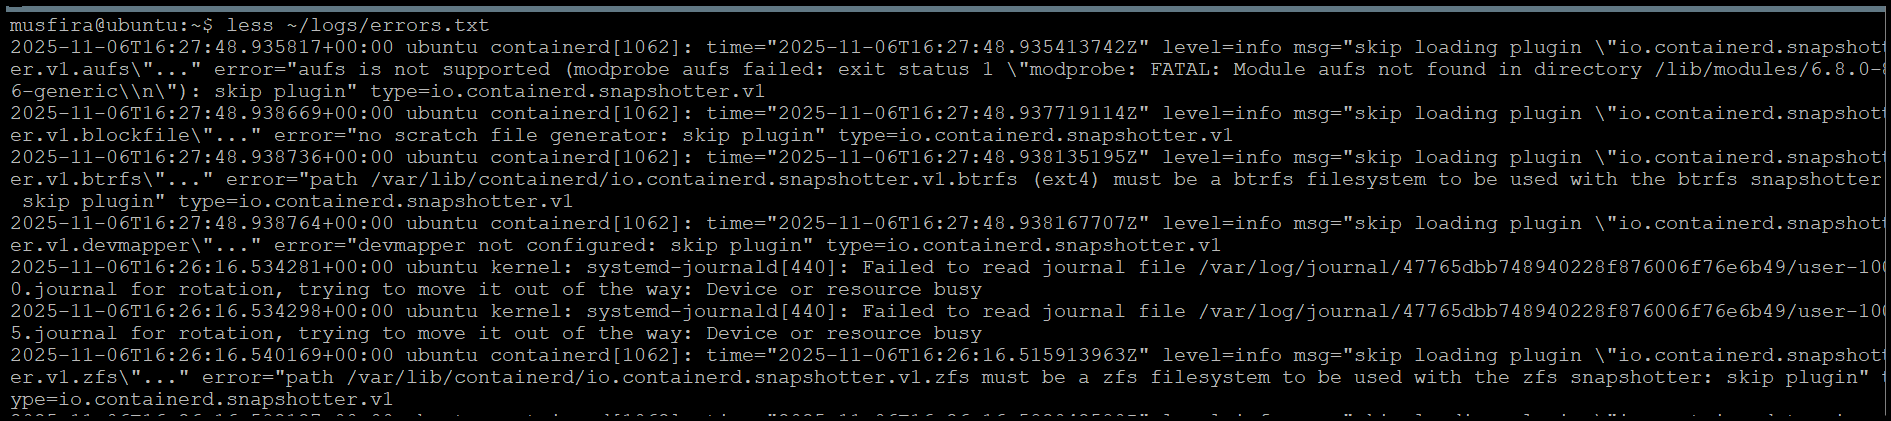 musfira@ubuntu:~$ less ~/logs/errors.txt
2025-11-06T16:27:48.935817+00:00 ubuntu containerd[1062]: time="2025-11-06T16:27:48.935413742Z" level=info msg="skip loading plugin \"io.containerd.snapshott
er.v1.aufs\"..." error="aufs is not supported (modprobe aufs failed: exit status 1 \"modprobe: FATAL: Module aufs not found in directory /lib/modules/6.8.0-8
6-generic\\n\"): skip plugin" type=io.containerd.snapshotter.v1
2025-11-06T16:27:48.938669+00:00 ubuntu containerd[1062]: time="2025-11-06T16:27:48.937719114Z" level=info msg="skip loading plugin \"io.containerd.snapshott
er.v1.blockfile\"..." error="no scratch file generator: skip plugin" type=io.containerd.snapshotter.v1
2025-11-06T16:27:48.938736+00:00 ubuntu containerd[1062]: time="2025-11-06T16:27:48.938135195Z" level=info msg="skip loading plugin \"io.containerd.snapshott
er.v1.btrfs\"..." error="path /var/lib/containerd/io.containerd.snapshotter.v1.btrfs (ext4) must be a btrfs filesystem to be used with the btrfs snapshotter
skip plugin" type=io.containerd.snapshotter.v1
2025-11-06T16:27:48.938764+00:00 ubuntu containerd[1062]: time="2025-11-06T16:27:48.938167707Z" level=info msg="skip loading plugin \"io.containerd.snapshott
er.v1.devmapper\"..." error="devmapper not configured: skip plugin" type=io.containerd.snapshotter.v1
2025-11-06T16:26:16.534281+00:00 ubuntu kernel: systemd-journald[440]: Failed to read journal file /var/log/journal/47765dbb748940228f876006f76e6b49/user-100
0.journal for rotation, trying to move it out of the way: Device or resource busy
2025-11-06T16:26:16.534298+00:00 ubuntu kernel: systemd-journald[440]: Failed to read journal file /var/log/journal/47765dbb748940228f876006f76e6b49/user-100
5.journal for rotation, trying to move it out of the way: Device or resource busy
2025-11-06T16:26:16.540169+00:00 ubuntu containerd[1062]: time="2025-11-06T16:26:16.515913963Z" level=info msg="skip loading plugin \"io.containerd.snapshott
er.v1.zfs\"..." error="path /var/lib/containerd/io.containerd.snapshotter.v1.zfs must be a zfs filesystem to be used with the zfs snapshotter: skip plugin" t
ype=io.containerd.snapshotter.v1